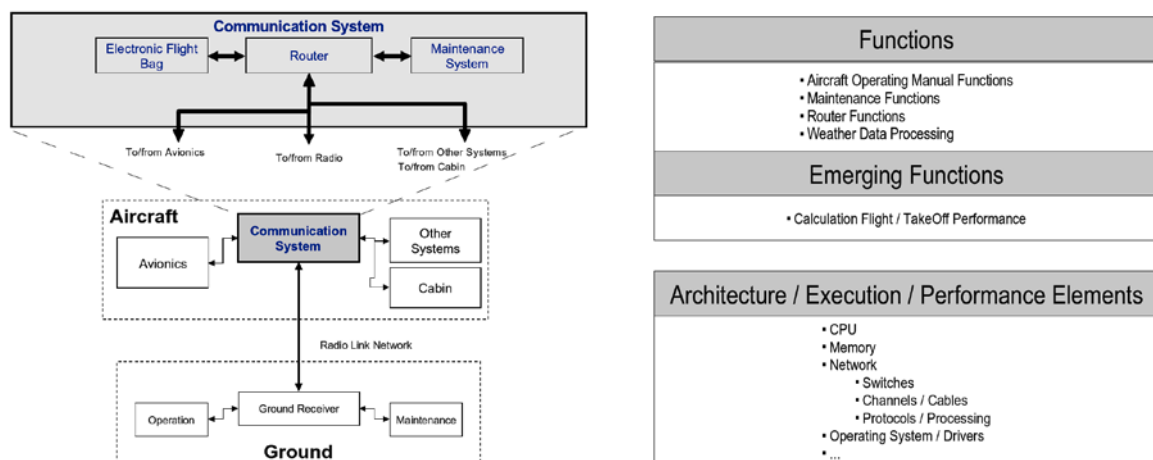 Communication System
Electronic Flight
Bag
Router
Maintenance
System
To/from Avionics
To/from Radio
To/from Other Systems
To/from Cabin
Aircraft
Avionics
Communication
System
Other
Systems
Cabin
Radio Link Network
Operation
Ground Receiver
Maintenance
Ground
Functions
• Aircraft Operating Manual Functions
• Maintenance Functions
• Router Functions
• Weather Data Processing
Emerging Functions
• Calculation Flight / TakeOff Performance
Architecture / Execution / Performance Elements
• CPU
• Memory
• Network
• Switches
• Channels / Cables
• Protocols / Processing
• Operating System / Drivers
• ...